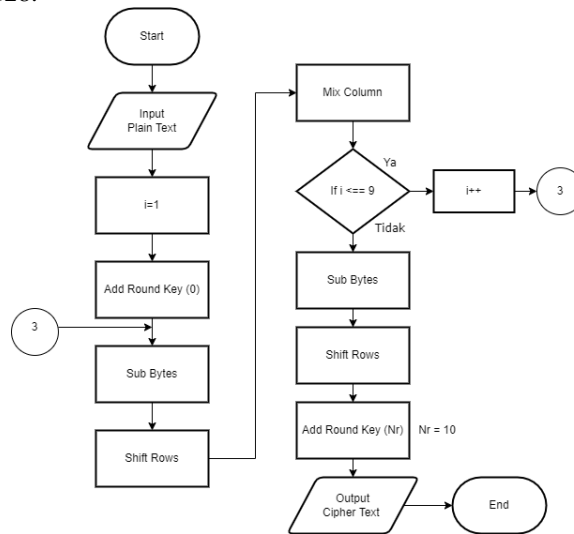 Start
Input
Plain Text
i=1
Add Round Key (0)
3
Sub Bytes
Shift Rows
Mix Column
Ya
If i <== 9
i++
3
Tidak
Sub Bytes
Shift Rows
Add Round Key (Nr)
Nr = 10
Output
Cipher Text
End